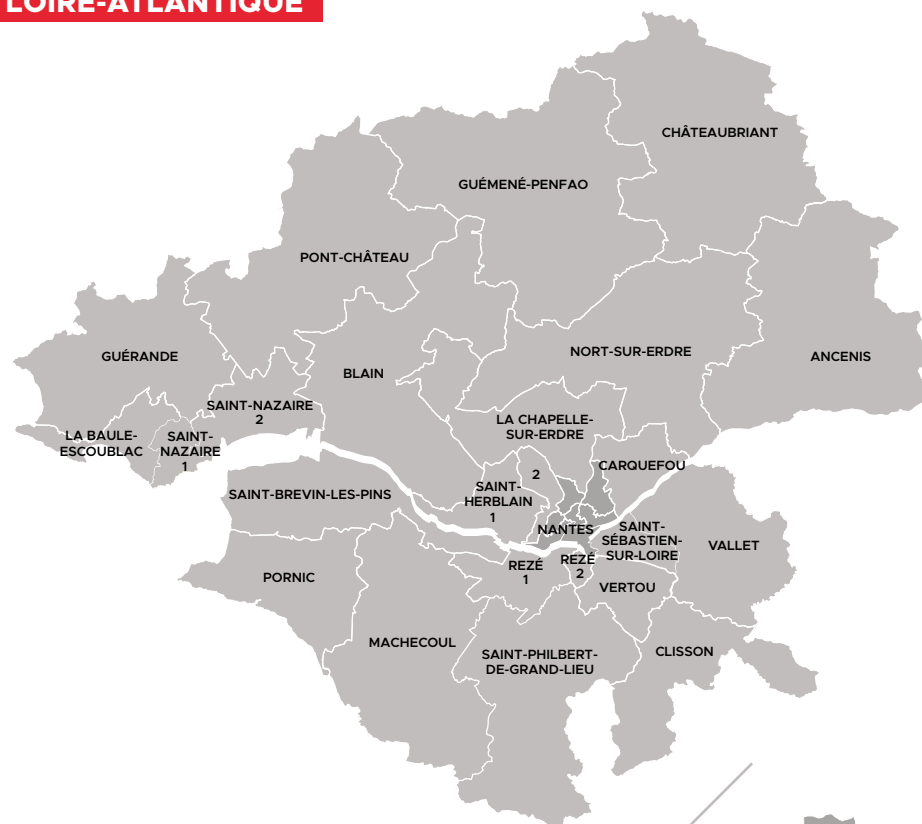 LOIRE-ATLANTIQUE
CHÂTEAUBRIANT
GUÉMENÉ-PENFAO
PONT-CHÂTEAU
GUÉRANDE
BLAIN
NORT-SUR-ERDRE
ANCENIS
SAINT-NAZAIRE
2
LA BAULE-
ESCOUBLAC
SAINT-
NAZAIRE
1
LA CHAPELLE-
SUR-ERDRE
CARQUEFOU
2
SAINT-
HERBLAIN
1
SAINT-BREVIN-LES-PINS
NANTES
SAINT-
SÉBASTIEN-
SUR-LOIRE
VALLET
PORNIC
REZÉ
1
REZÉ
2
VERTOU
MACHECOUL
SAINT-PHILBERT-
DE-GRAND-LIEU
CLISSON